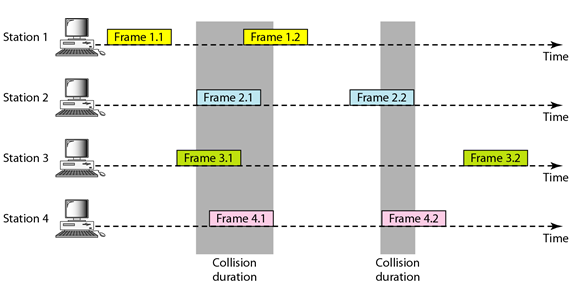 Station 1
Frame 1.1
Frame 1.2
Time
Station 2
Frame 2.1
Frame 2.2
Time
Station 3
Frame 3.1
Frame 3.2
Time
Station 4
Frame 4.1
Frame 4.2
Time
Collision
duration
Collision
duration